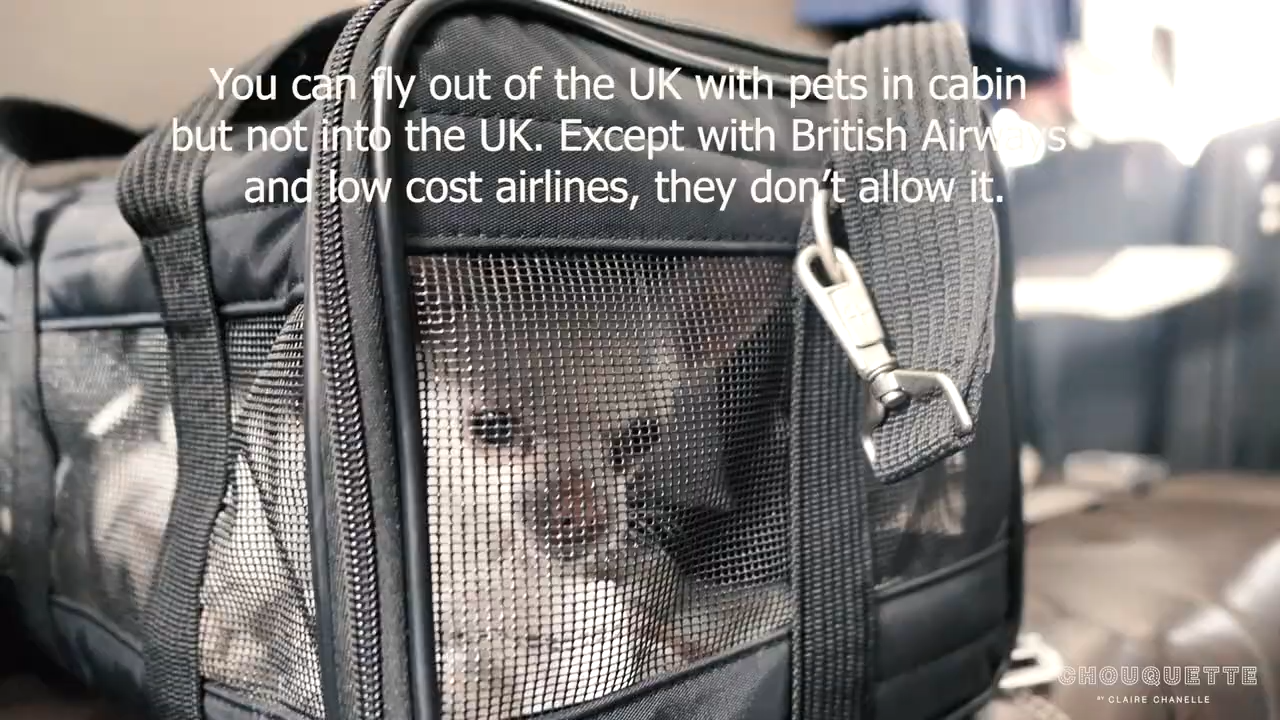 You can fly out of the UK with pets in cabin
but not into the UK. Except with British Airways
and low cost airlines, they don't allow it.
CHOUQUETTE
BY CLAIRE CHANELLE